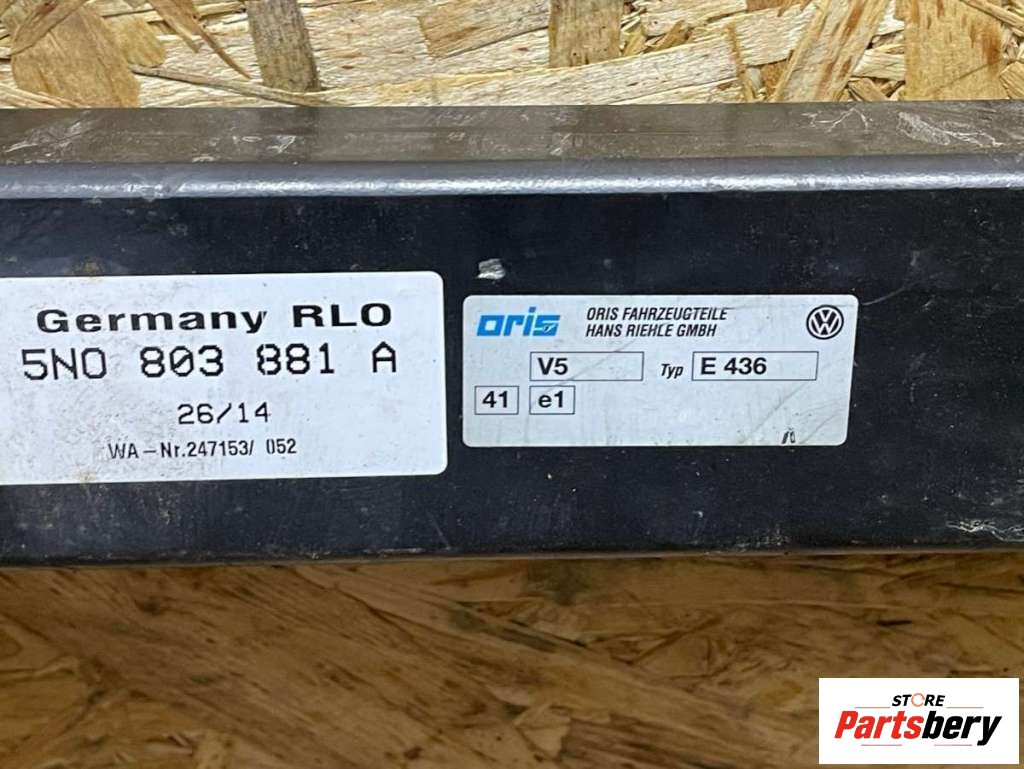 Germany RLO
5N0 803 881 A
26/14
WA-Nr.247153/ 052
oris
ORIS FAHRZEUGTEILE
HANS RIEHLE GMBH
V5 Typ E 436
41 e1
STORE
Partsbery